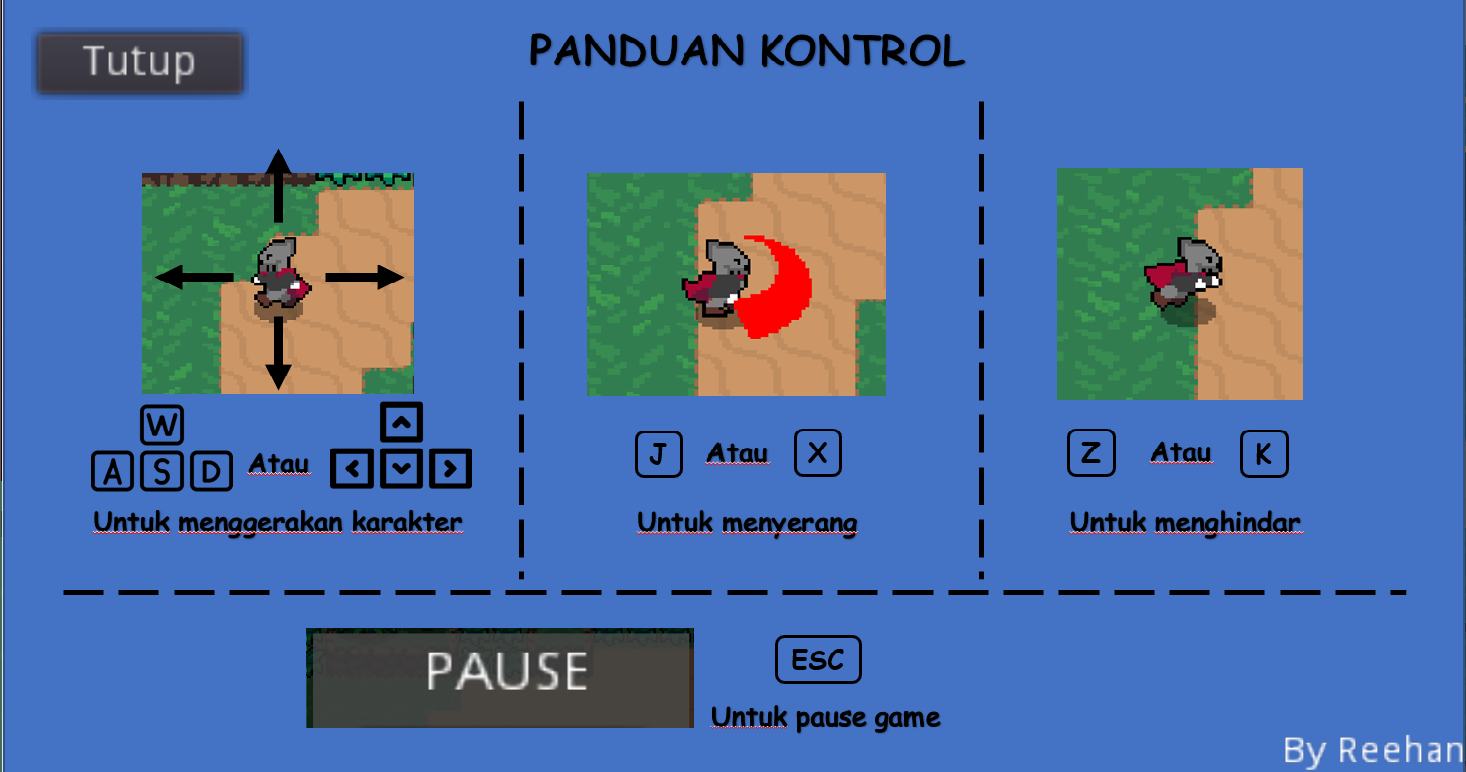 Tutup
PANDUAN KONTROL
W
A S D Atau
Untuk menggerakan karakter
J Atau X
Untuk menyerang
Z Atau K
Untuk menghindar
PAUSE
ESC
Untuk pause game
By Reehan